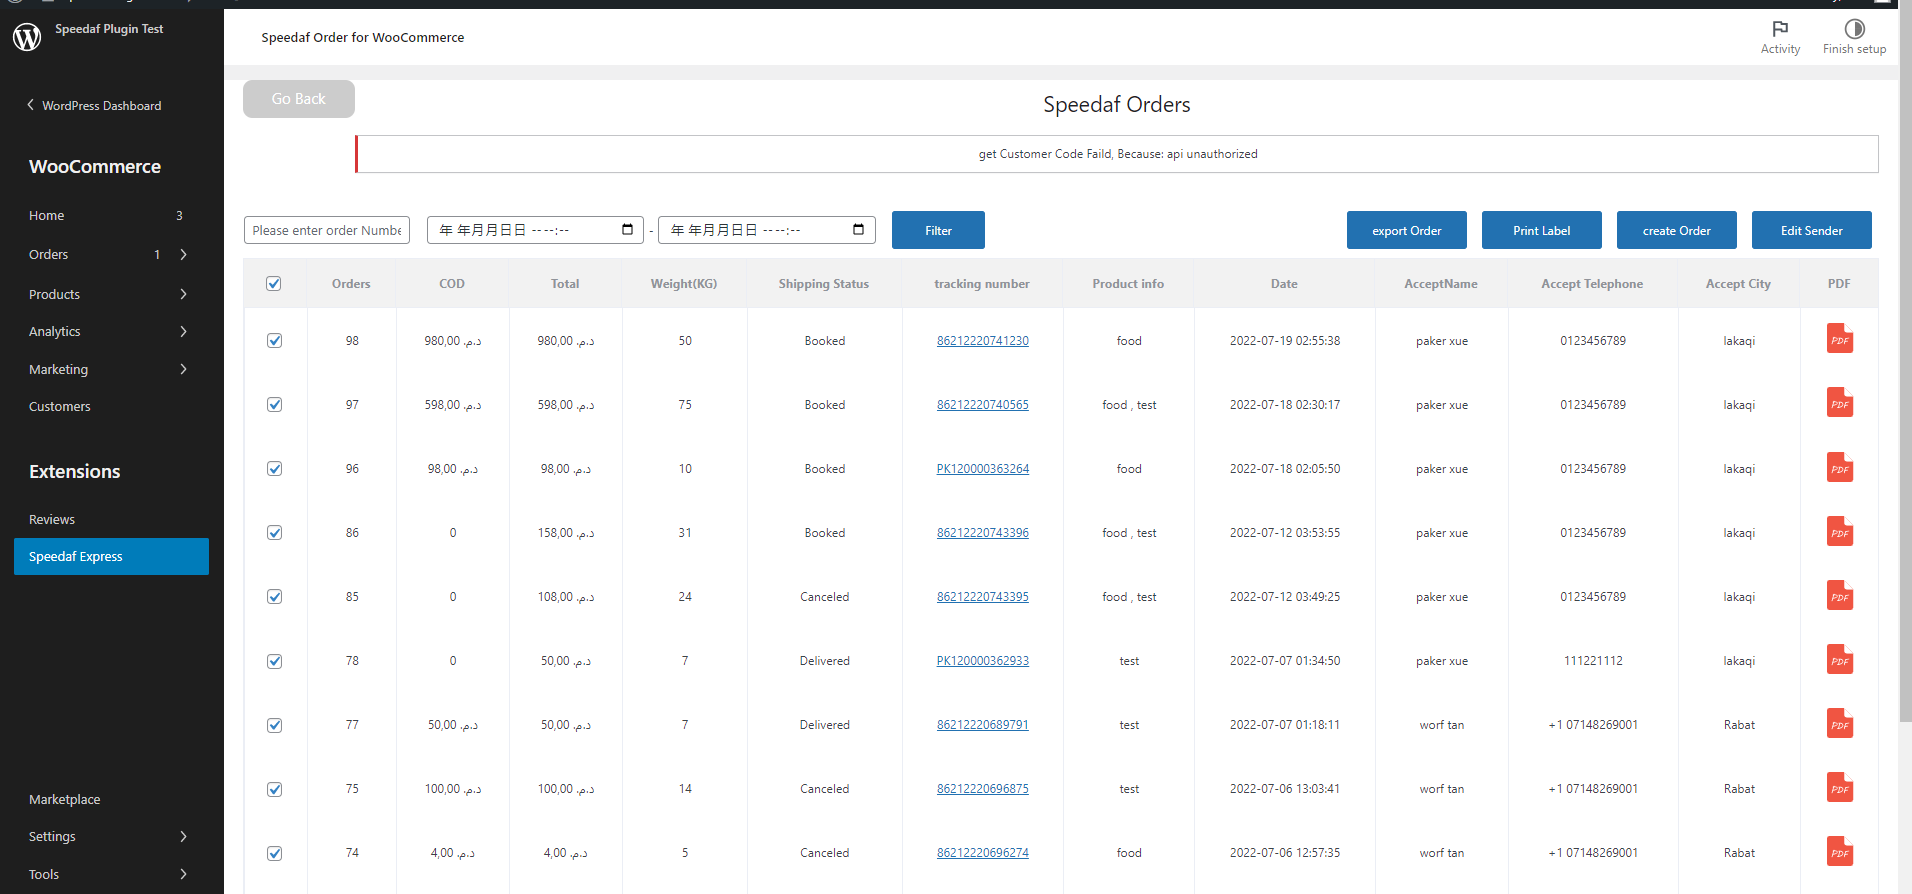 Speedaf Plugin Test
Speedaf Order for WooCommerce
Activity
Finish setup
WordPress Dashboard
WooCommerce
Home 3
Orders 1
Products
Analytics
Marketing
Customers
Extensions
Reviews
Speedaf Express
Marketplace
Settings
Tools
Go Back
Speedaf Orders
get Customer Code Faild, Because: api unauthorized
Please enter order Numbe
年 年月月日日 ----:--
-
年 年月月日日 ----:--
Filter
export Order
Print Label
create Order
Edit Sender
Orders COD Total Weight(KG) Shipping Status tracking number Product info Date AcceptName Accept Telephone Accept City PDF
98 980,00 د.م. 980,00 د.م. 50 Booked 86212220741230 food 2022-07-19 02:55:38 paker xue 0123456789 lakaqi PDF
97 598,00 د.م. 598,00 د.م. 75 Booked 86212220740565 food , test 2022-07-18 02:30:17 paker xue 0123456789 lakaqi PDF
96 98,00 د.م. 98,00 د.م. 10 Booked PK120000363264 food 2022-07-18 02:05:50 paker xue 0123456789 lakaqi PDF
86 0 158,00 د.م. 31 Booked 86212220743396 food , test 2022-07-12 03:53:55 paker xue 0123456789 lakaqi PDF
85 0 108,00 د.م. 24 Canceled 86212220743395 food , test 2022-07-12 03:49:25 paker xue 0123456789 lakaqi PDF
78 0 50,00 د.م. 7 Delivered PK120000362933 test 2022-07-07 01:34:50 paker xue 111221112 lakaqi PDF
77 50,00 د.م. 50,00 د.م. 7 Delivered 86212220689791 test 2022-07-07 01:18:11 worf tan +1 07148269001 Rabat PDF
75 100,00 د.م. 100,00 د.م. 14 Canceled 86212220696875 test 2022-07-06 13:03:41 worf tan +1 07148269001 Rabat PDF
74 4,00 د.م. 4,00 د.م. 5 Canceled 86212220696274 food 2022-07-06 12:57:35 worf tan +1 07148269001 Rabat PDF